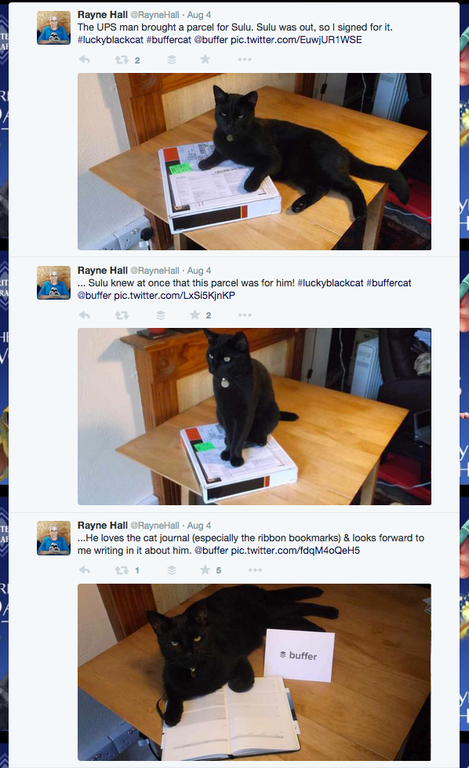 Rayne Hall @RayneHall · Aug 4
The UPS man brought a parcel for Sulu. Sulu was out, so I signed for it.
#luckyblackcat #buffercat @buffer pic.twitter.com/EuwjUR1WSE
2
Rayne Hall @RayneHall · Aug 4
... Sulu knew at once that this parcel was for him! #luckyblackcat #buffercat
@buffer pic.twitter.com/LxSi5KjnKP
2
Rayne Hall @RayneHall · Aug 4
...He loves the cat journal (especially the ribbon bookmarks) & looks forward to
me writing in it about him. @buffer pic.twitter.com/fdqM4oQeH5
1 5
buffer